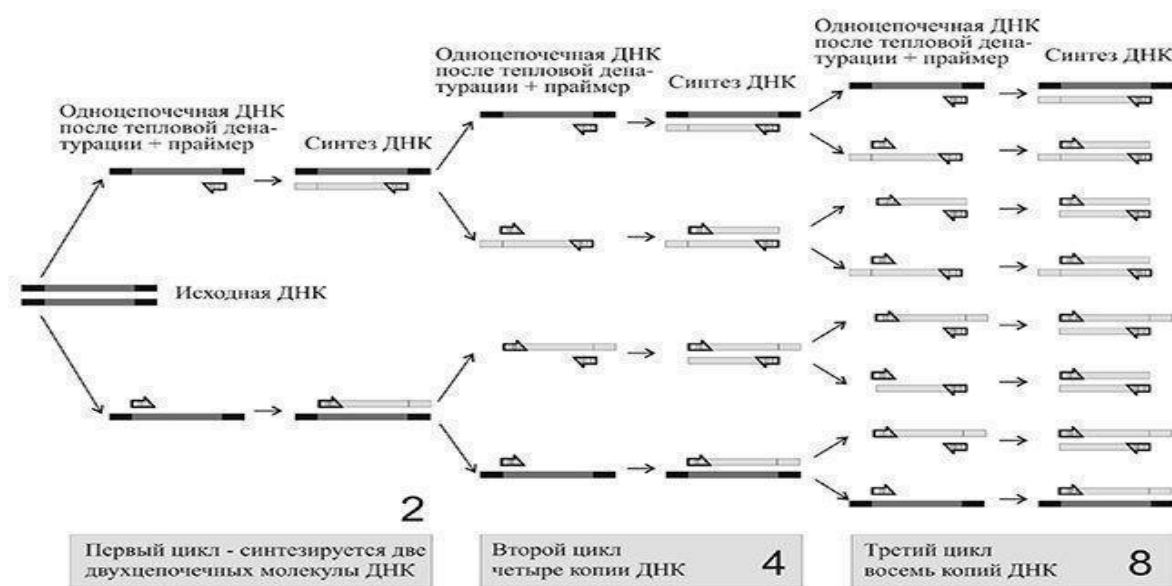 Одноцепочечная ДНК
после тепловой дена-
турации + праймер
Синтез ДНК
Одноцепочечная ДНК
после тепловой дена-
турации + праймер
Синтез ДНК
Одноцепочечная ДНК
после тепловой дена-
турации + праймер
Синтез ДНК
Исходная ДНК
2
Первый цикл - синтезируется две
двухцепочечных молекулы ДНК
Второй цикл
четыре копии ДНК
4
Третий цикл
восемь копий ДНК
8